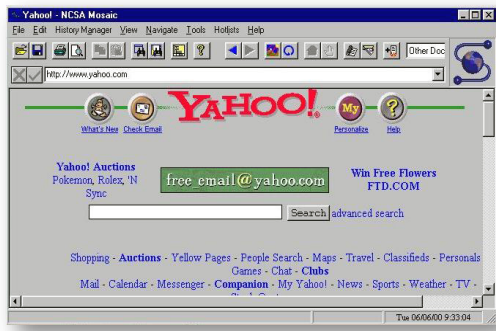 Yahoo! - NCSA Mosaic
File Edit History Manager View Navigate Tools Hotlists Help
Other Doc
http://www.yahoo.com
YAHOO!
My ?
What's New Check Email Personalize Help
Yahoo! Auctions
Pokemon, Rolex, 'N
Sync
free email@yahoo.com
Win Free Flowers
FTD.COM
Search advanced search
Shopping - Auctions - Yellow Pages - People Search - Maps - Travel - Classifieds - Personals
Games - Chat - Clubs
Mail - Calendar - Messenger - Companion - My Yahoo! - News - Sports - Weather - TV -
Tue 06/06/00 9:33:04